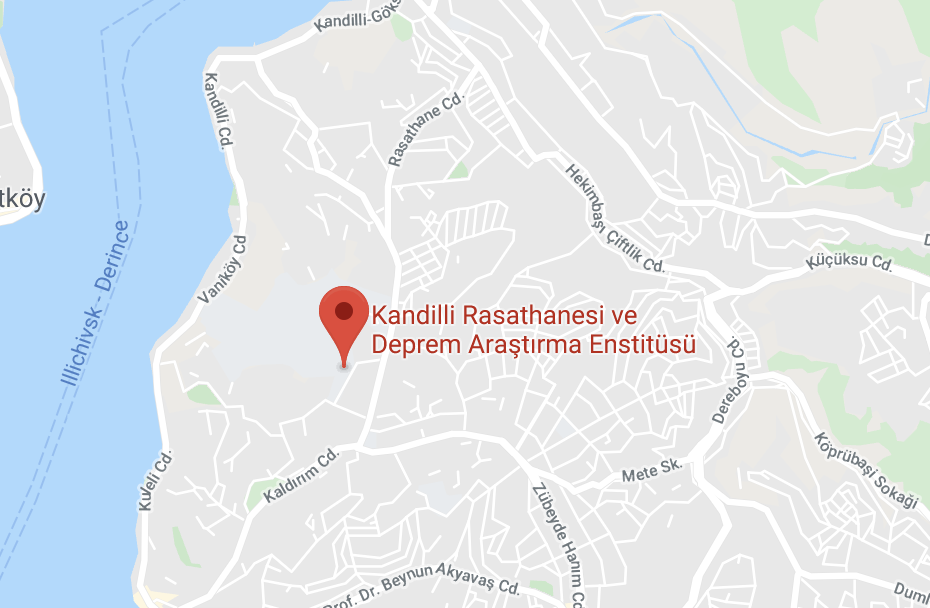 Kandilli-Göks
Kandilli Cd.
Rasathane Cd.
tköy
Hekimbaşı Çiftlik Cd.
Illichivsk - Derince
Vaniköy Cd
Küçüksu Cd.
D
Kandilli Rasathanesi ve
Deprem Araştırma Enstitüsü
Dereboyu Cd.
Kuleli Cd.
Kaldırım Cd.
Mete Sk.
Köprübaşı Sokağı
Zübeyde Hanım Cd
Prof. Dr. Beynun Akyavaş Cd.
Duml